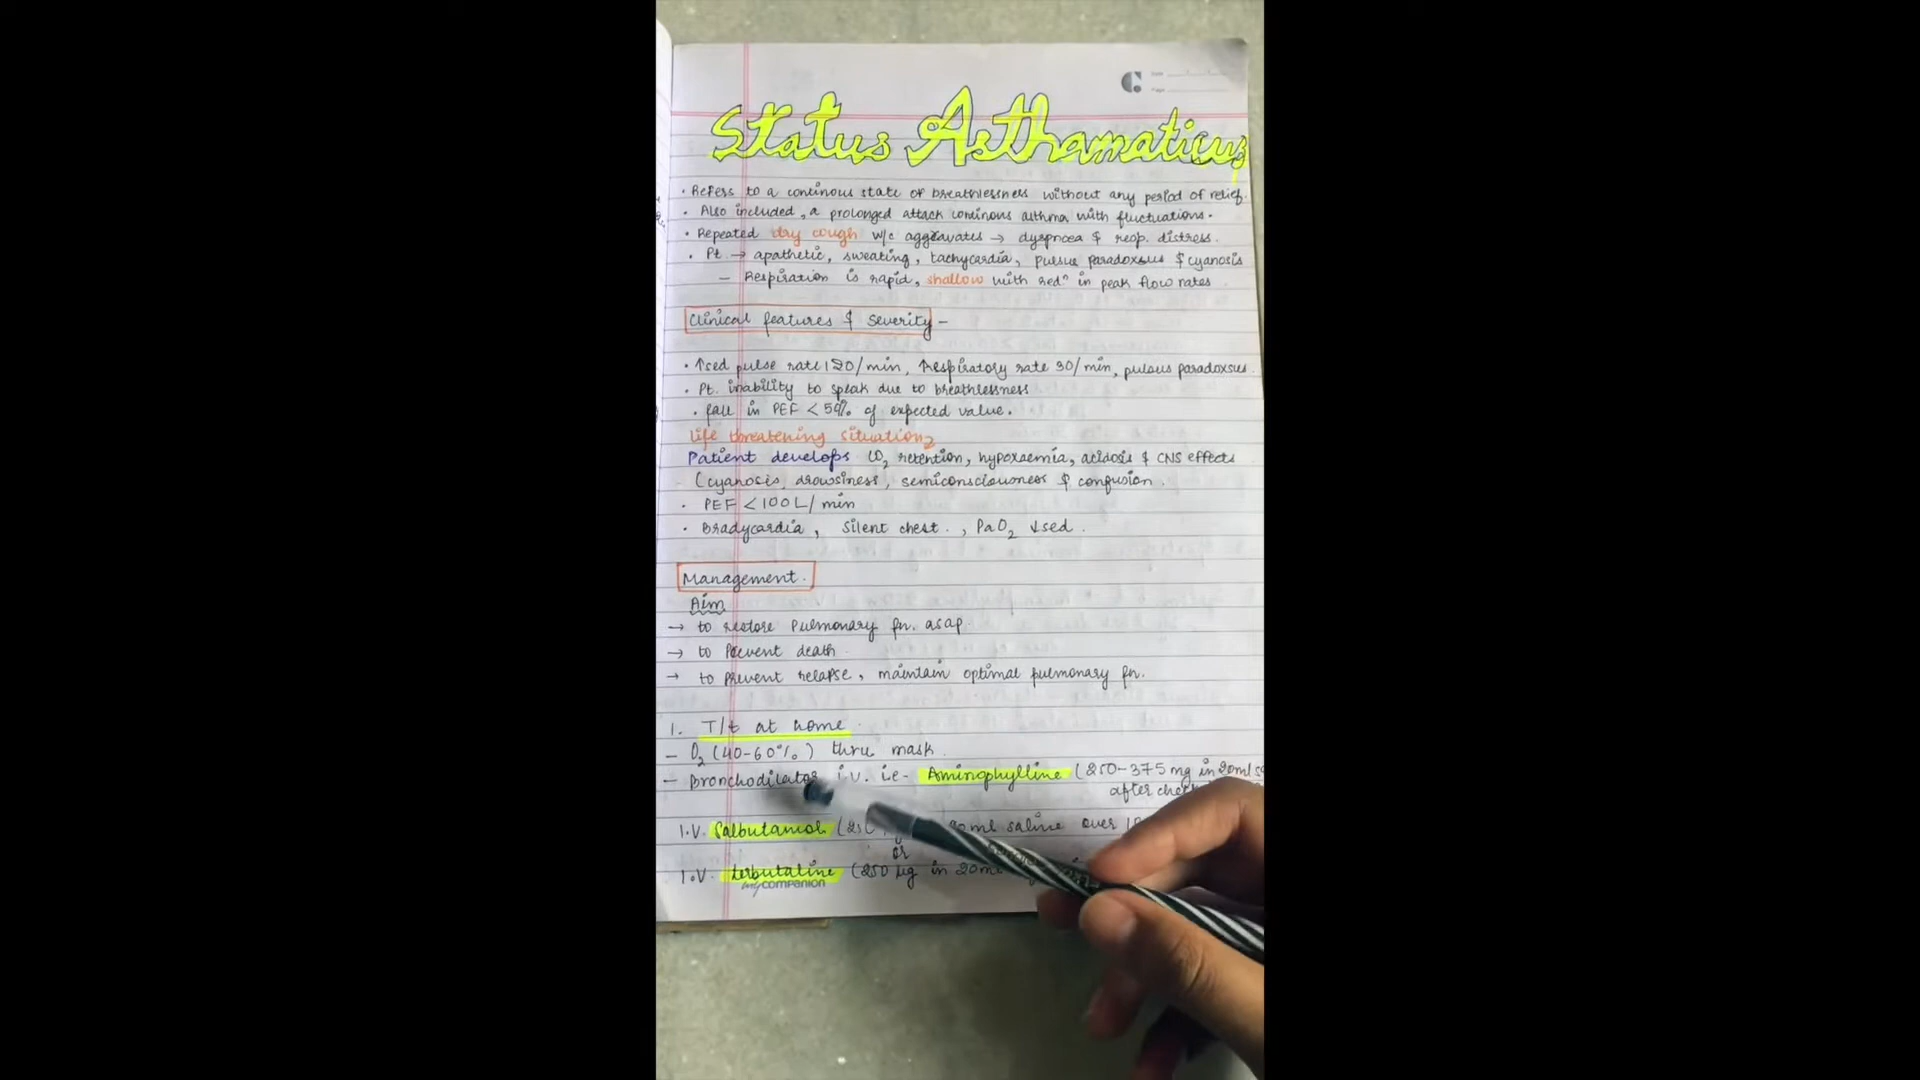 Status Asthamaticus
• Refers to a continous state of breathlessness without any period of relief.
• Also included, a prolonged attack continous asthma with fluctuations.
• Repeated dry cough w/c aggravates → dyspnoea & resp. distress.
• Pt. → apathetic, sweating, tachycardia, pulsus paradoxsus & cyanosis
– Respiration is rapid, shallow with redⁿ in peak flow rates
Clinical features & severity –
• ↑sed pulse rate 120/min, ↑respiratory rate 30/min, pulsus paradoxsus.
• Pt. inability to speak due to breathlessness
• fall in PEF < 50% of expected value.
life threatening situation
Patient develops CO₂ retention, hypoxaemia, acidosis & CNS effects
(cyanosis, drowsiness, semiconsciousness & confusion.
• PEF < 100 L/min
• Bradycardia, Silent chest., PaO₂ ↓sed.
Management.
Aim
→ to restore Pulmonary fn. asap.
→ to Prevent death.
→ to prevent relapse, maintain optimal pulmonary fn.
1. T/t at home.
– O₂ (40-60%) thru mask.
– Bronchodilator i.v. i.e- Aminophylline (250-375 mg in 20ml
after
I.V. Salbutamol ml saline over
or
I.V. terbutaline (250 μg in 20ml
companion